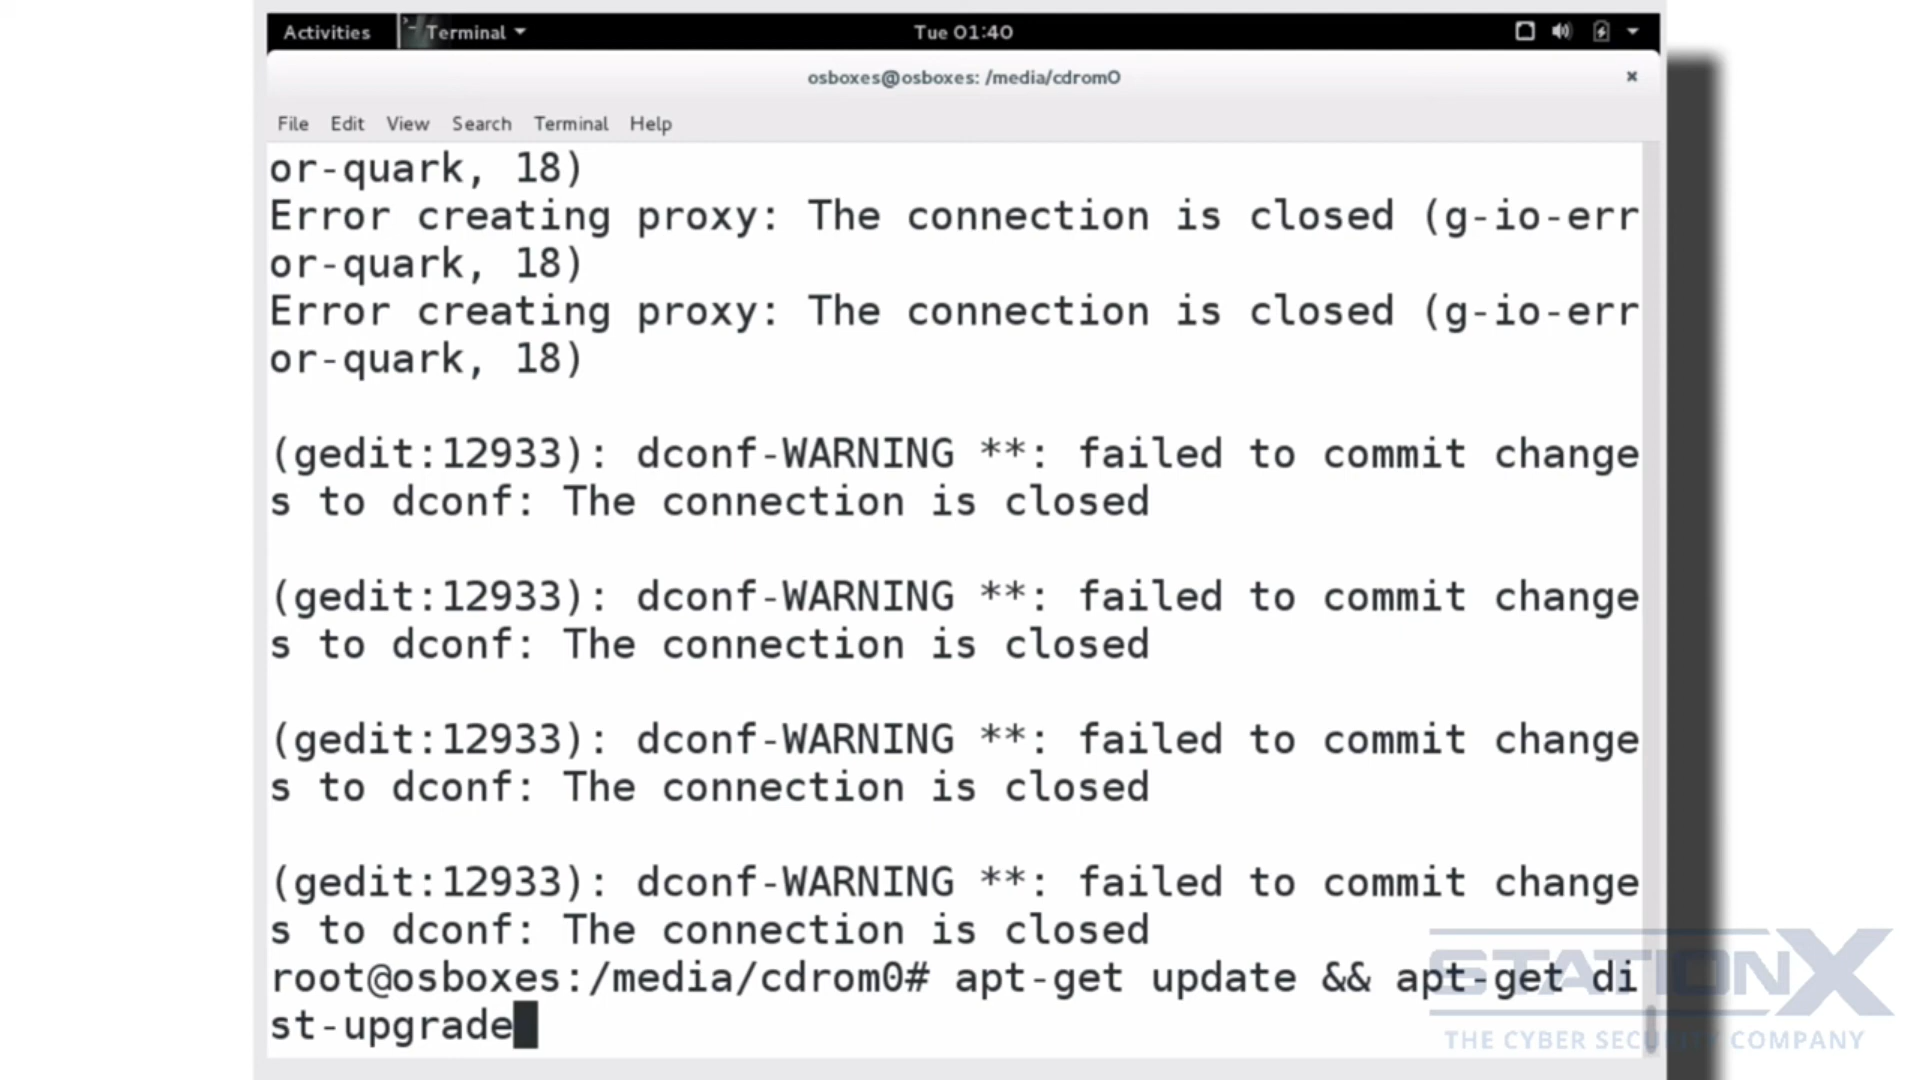 Activities Terminal Tue 01:40
osboxes@osboxes: /media/cdrom0
File Edit View Search Terminal Help
or-quark, 18)
Error creating proxy: The connection is closed (g-io-err
or-quark, 18)
Error creating proxy: The connection is closed (g-io-err
or-quark, 18)
(gedit:12933): dconf-WARNING **: failed to commit change
s to dconf: The connection is closed
(gedit:12933): dconf-WARNING **: failed to commit change
s to dconf: The connection is closed
(gedit:12933): dconf-WARNING **: failed to commit change
s to dconf: The connection is closed
(gedit:12933): dconf-WARNING **: failed to commit change
s to dconf: The connection is closed
root@osboxes:/media/cdrom0# apt-get update && apt-get di
st-upgrade
STATIONX
THE CYBER SECURITY COMPANY